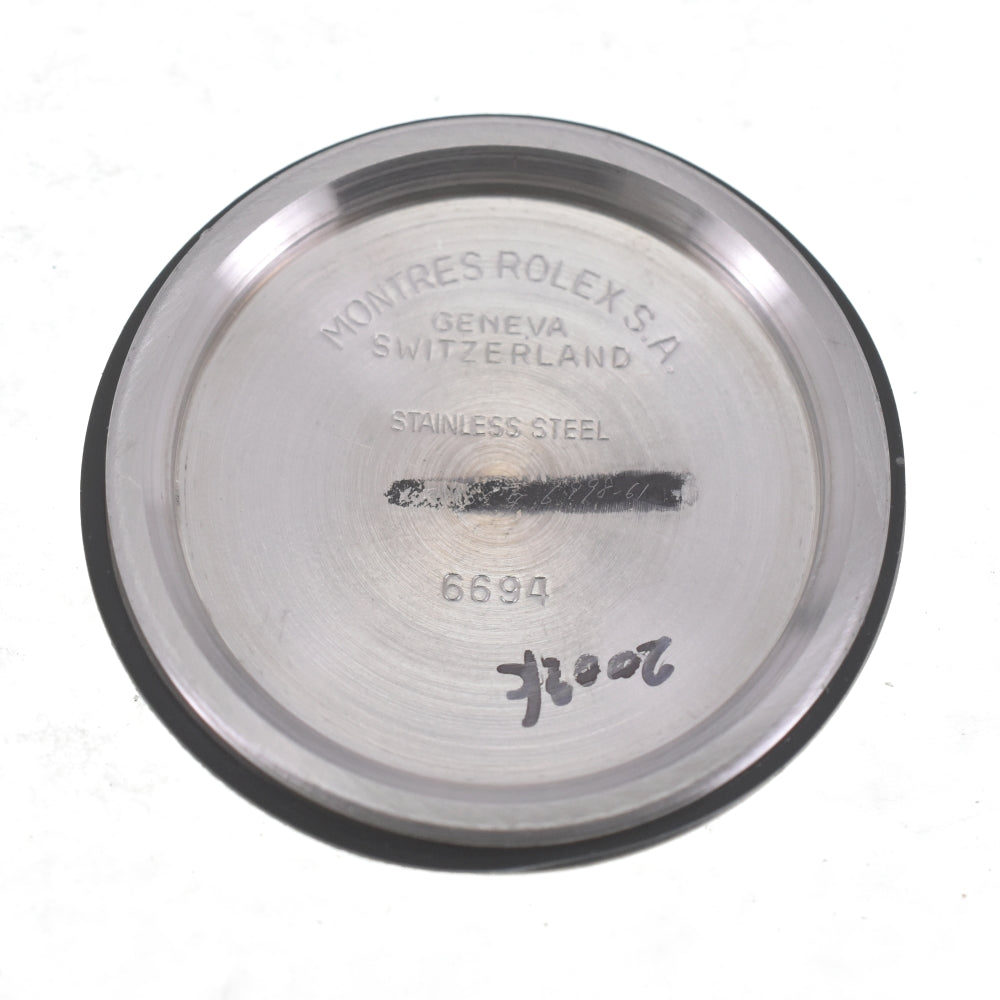 MONTRES ROLEX S.A.
GENEVA
SWITZERLAND
STAINLESS STEEL
6694